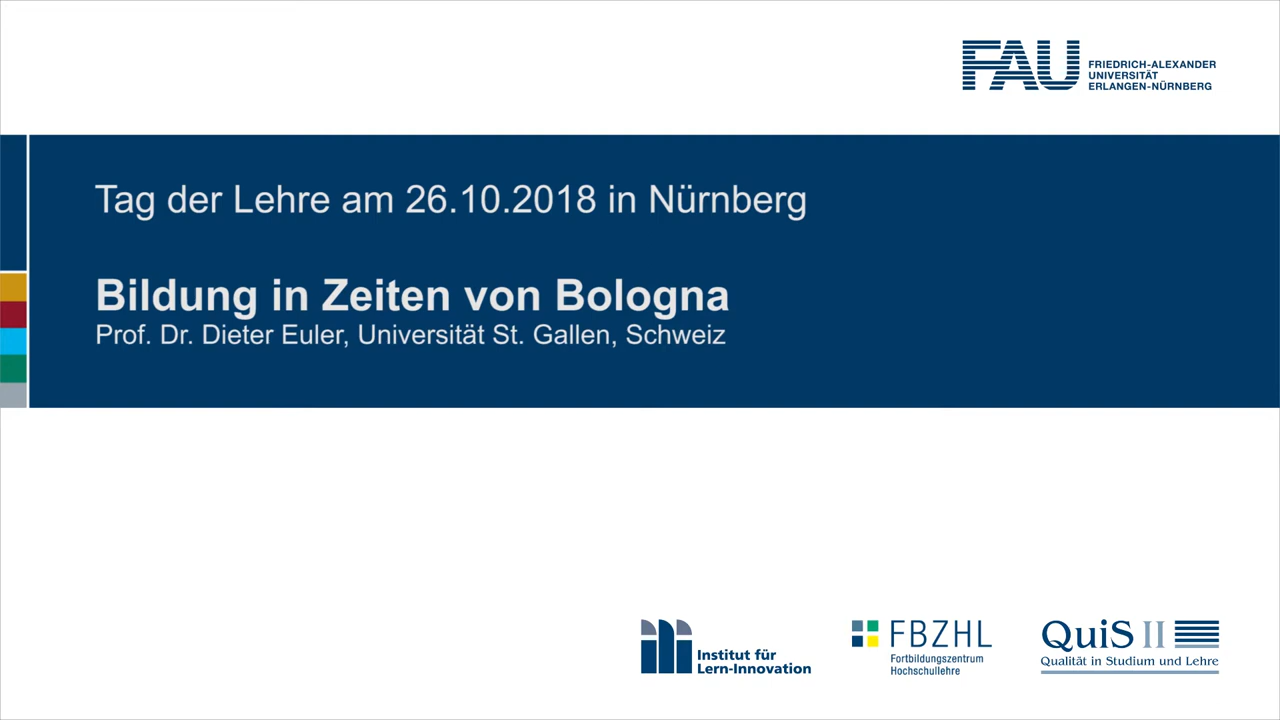 FAU
FRIEDRICH-ALEXANDER
UNIVERSITÄT
ERLANGEN-NÜRNBERG
Tag der Lehre am 26.10.2018 in Nürnberg
Bildung in Zeiten von Bologna
Prof. Dr. Dieter Euler, Universität St. Gallen, Schweiz
Institut für
Lern-Innovation
FBZHL
Fortbildungszentrum
Hochschullehre
QuiS II
Qualität in Studium und Lehre